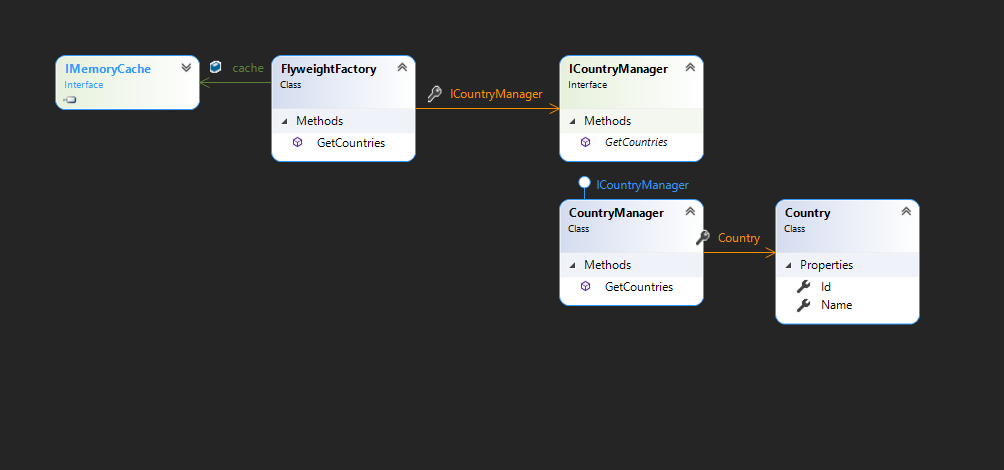 IMemoryCache
Interface
cache
FlyweightFactory
Class
Methods
GetCountries
ICountryManager
ICountryManager
Interface
Methods
GetCountries
ICountryManager
CountryManager
Class
Methods
GetCountries
Country
Country
Class
Properties
Id
Name